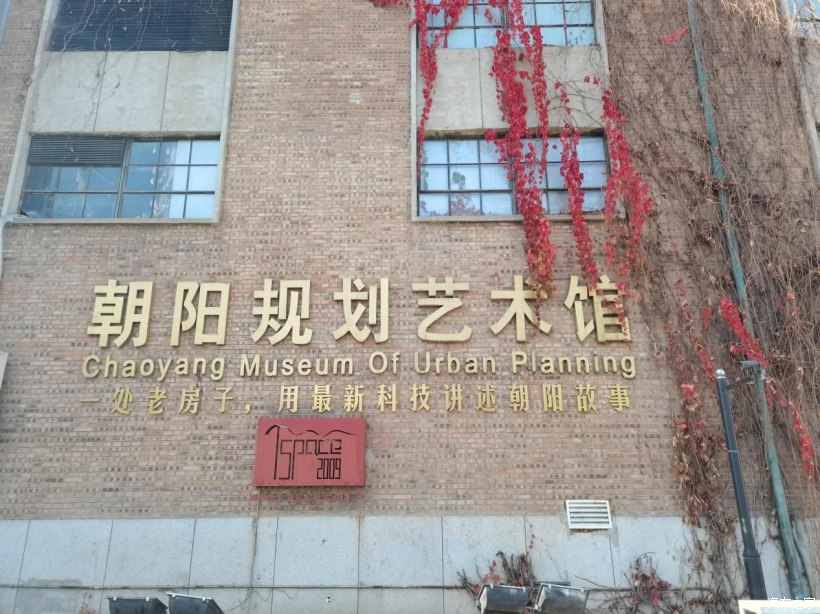 朝阳规划艺术馆
Chaoyang Museum Of Urban Planning
一处老房子，用最新科技讲述朝阳故事
1SPACE
2009